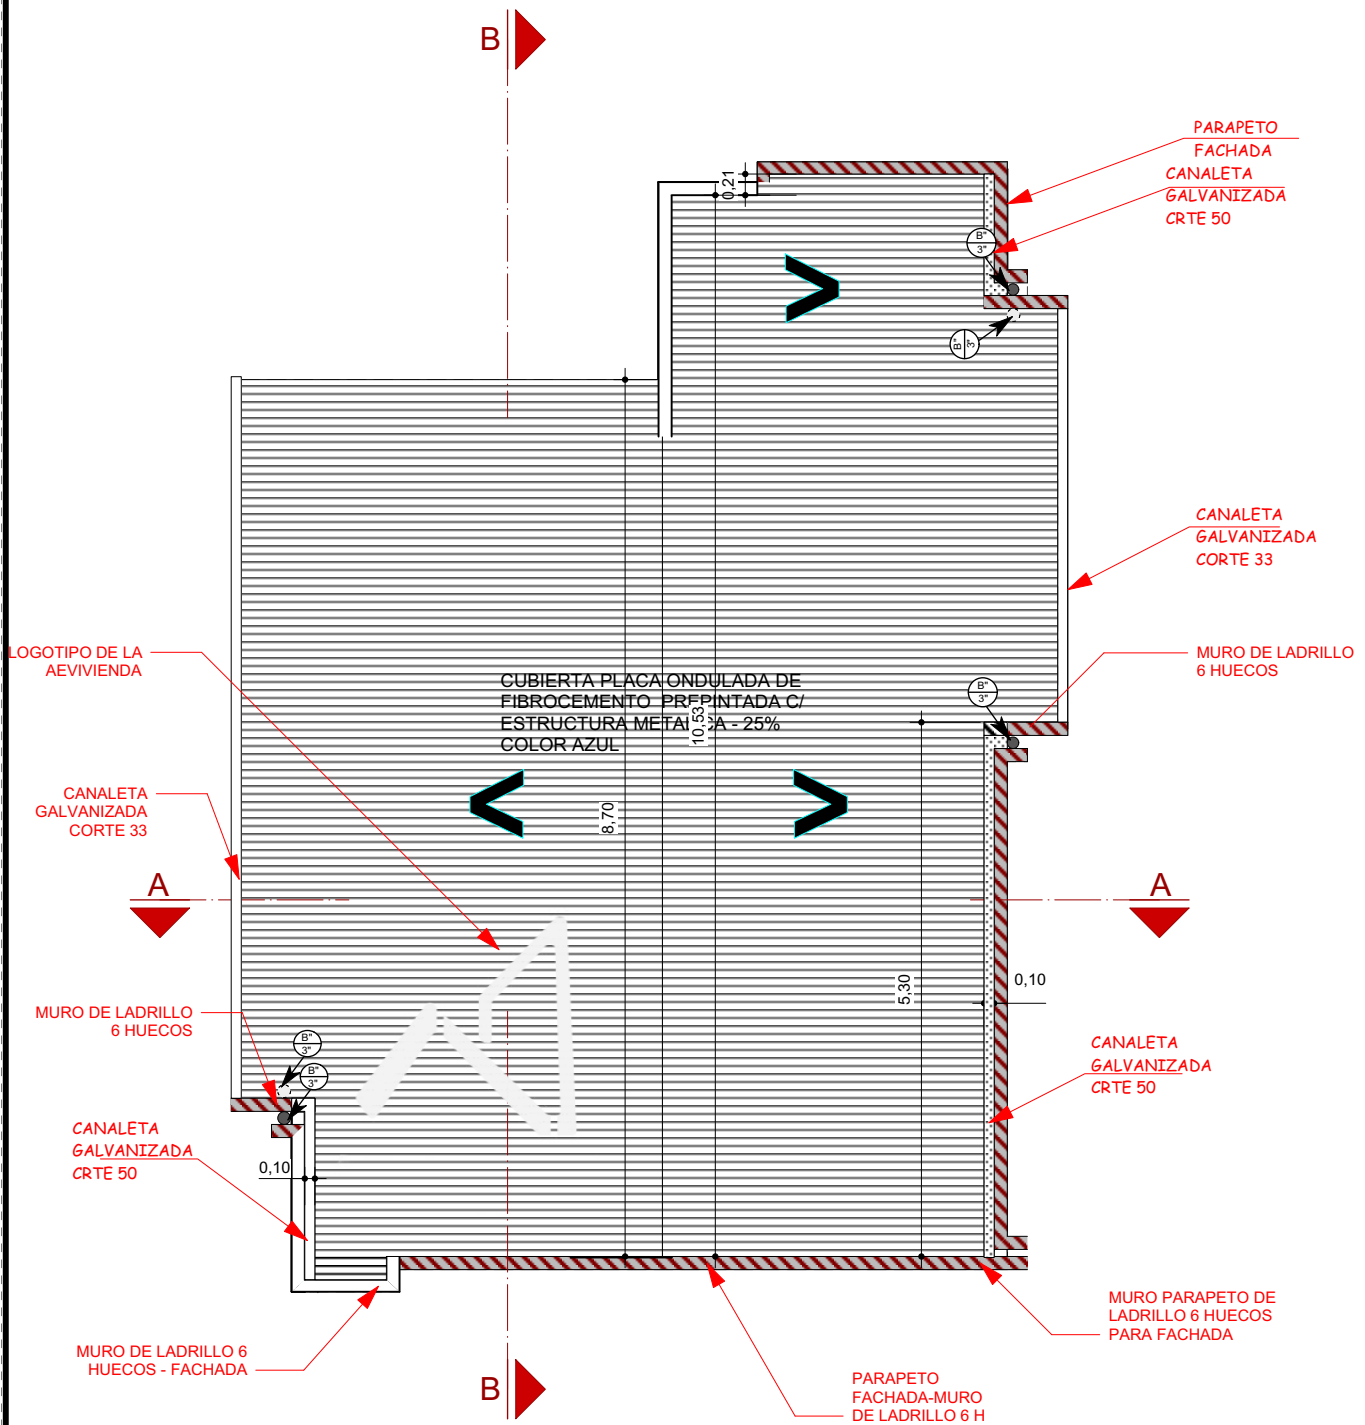 B
PARAPETO
FACHADA
CANALETA
GALVANIZADA
CRTE 50
0,21
B"
3"
B"
3"
CANALETA
GALVANIZADA
CORTE 33
LOGOTIPO DE LA
AEVIVIENDA
MURO DE LADRILLO
6 HUECOS
CUBIERTA PLACA ONDULADA DE
FIBROCEMENTO PREPINTADA C/
ESTRUCTURA METALICA - 25%
COLOR AZUL
10,53
B"
3"
CANALETA
GALVANIZADA
CORTE 33
8,70
A
A
5,30
0,10
MURO DE LADRILLO
6 HUECOS
B"
3"
B"
3"
CANALETA
GALVANIZADA
CRTE 50
CANALETA
GALVANIZADA
CRTE 50
0,10
MURO PARAPETO DE
LADRILLO 6 HUECOS
PARA FACHADA
MURO DE LADRILLO 6
HUECOS - FACHADA
PARAPETO
FACHADA-MURO
DE LADRILLO 6 H
B